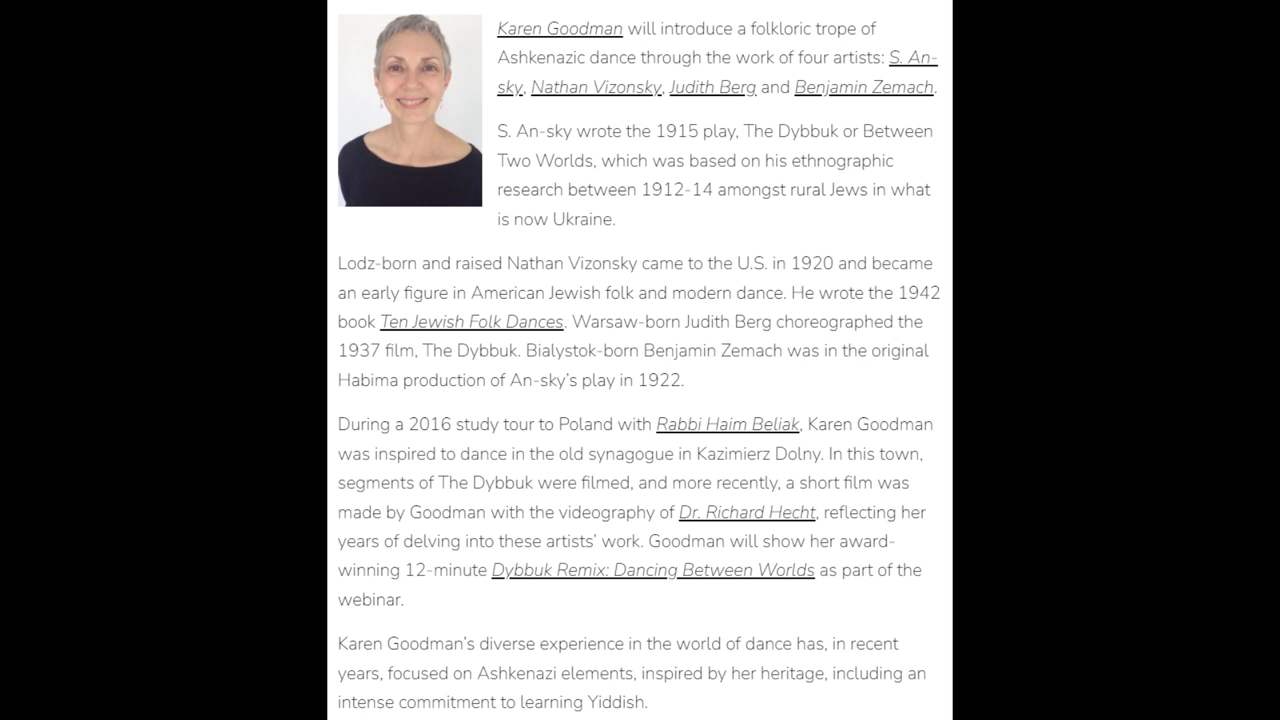 Karen Goodman will introduce a folkloric trope of
Ashkenazic dance through the work of four artists: S. An-
sky, Nathan Vizonsky, Judith Berg and Benjamin Zemach.
S. An-sky wrote the 1915 play, The Dybbuk or Between
Two Worlds, which was based on his ethnographic
research between 1912-14 amongst rural Jews in what
is now Ukraine.
Lodz-born and raised Nathan Vizonsky came to the U.S. in 1920 and became
an early figure in American Jewish folk and modern dance. He wrote the 1942
book Ten Jewish Folk Dances. Warsaw-born Judith Berg choreographed the
1937 film, The Dybbuk. Bialystok-born Benjamin Zemach was in the original
Habima production of An-sky’s play in 1922.
During a 2016 study tour to Poland with Rabbi Haim Beliak, Karen Goodman
was inspired to dance in the old synagogue in Kazimierz Dolny. In this town,
segments of The Dybbuk were filmed, and more recently, a short film was
made by Goodman with the videography of Dr. Richard Hecht, reflecting her
years of delving into these artists’ work. Goodman will show her award-
winning 12-minute Dybbuk Remix: Dancing Between Worlds as part of the
webinar.
Karen Goodman’s diverse experience in the world of dance has, in recent
years, focused on Ashkenazi elements, inspired by her heritage, including an
intense commitment to learning Yiddish.